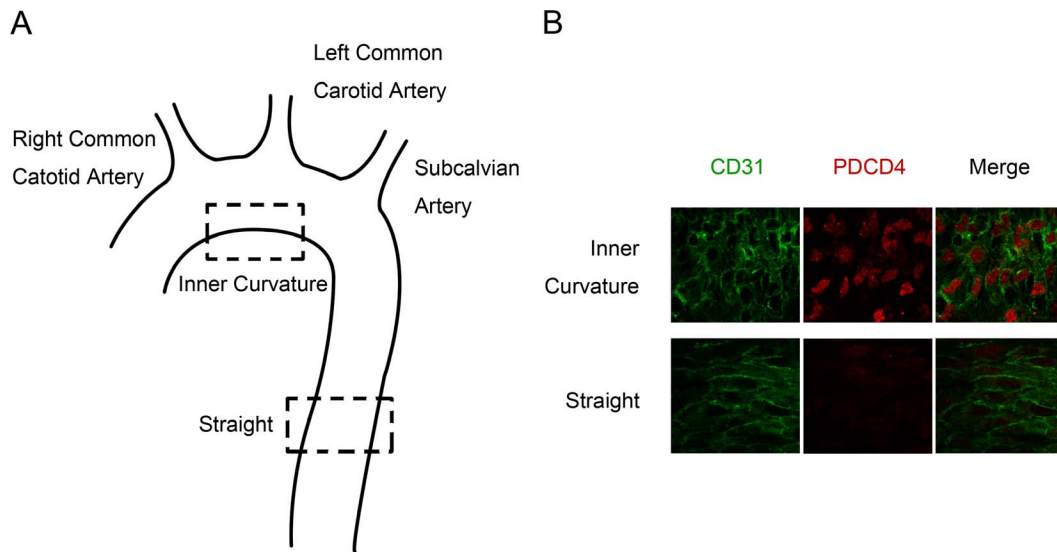 A
Left Common
Carotid Artery
Right Common
Catotid Artery
Subcalvian
Artery
Inner Curvature
Straight
B
CD31 PDCD4 Merge
Inner
Curvature
Straight